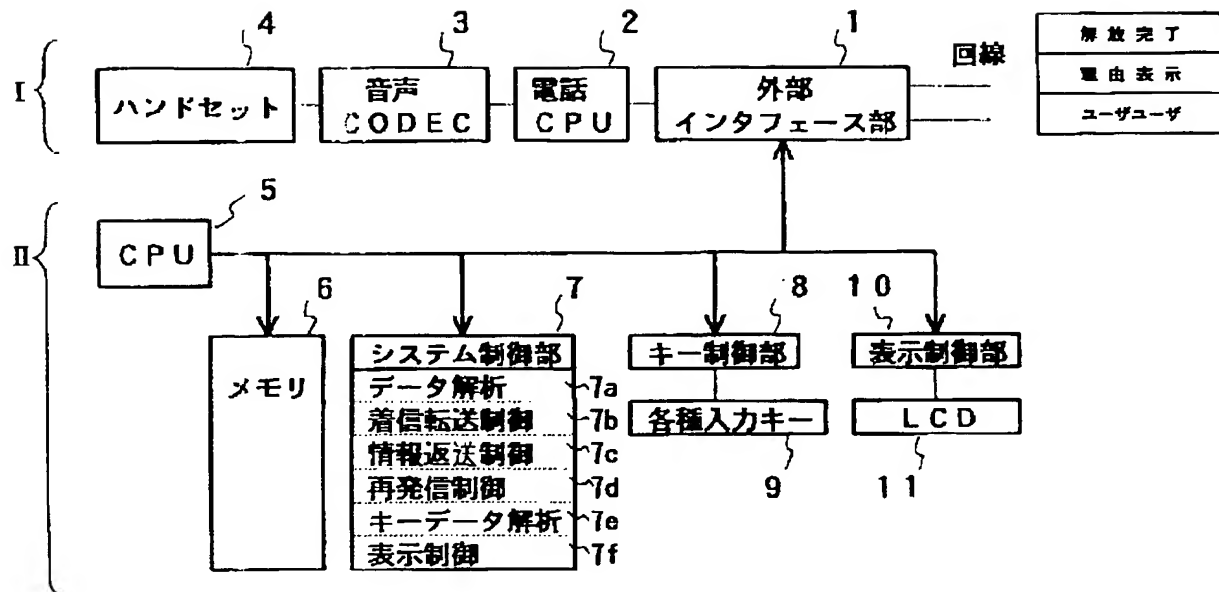 4
3
2
1
I
ハンドセット
音声
CODEC
電話
CPU
外部
インタフェース部
回線
解放完了
理由表示
ユーザユーザ
5
II
CPU
6
7
8
10
メモリ
システム制御部
データ解析
7a
着信転送制御
7b
情報返送制御
7c
再発信制御
7d
キーデータ解析
7e
表示制御
7f
キー制御部
表示制御部
各種入力キー
LCD
9
11